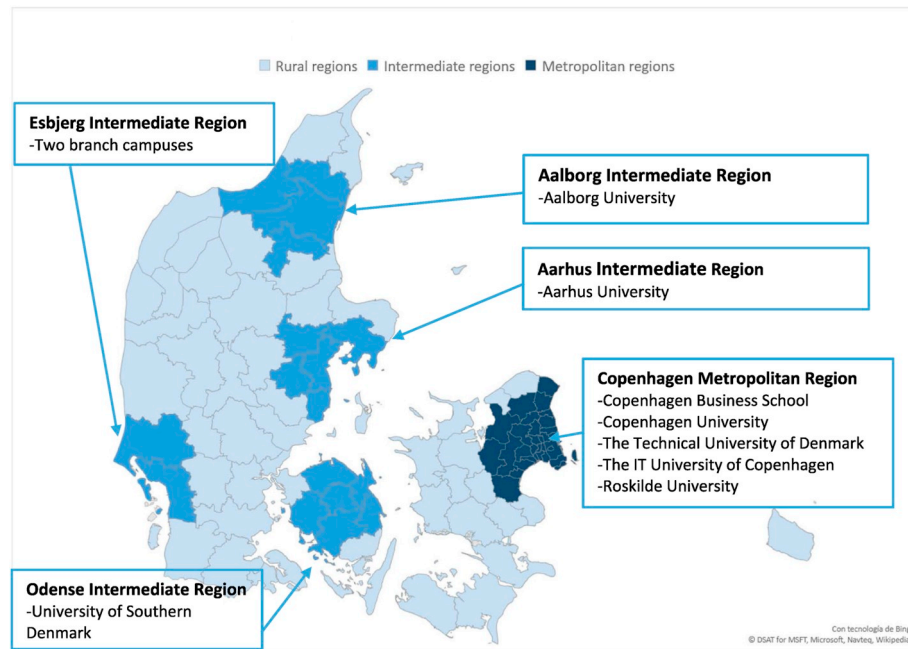 Rural regions Intermediate regions Metropolitan regions
Esbjerg Intermediate Region
-Two branch campuses
Aalborg Intermediate Region
-Aalborg University
Aarhus Intermediate Region
-Aarhus University
Copenhagen Metropolitan Region
-Copenhagen Business School
-Copenhagen University
-The Technical University of Denmark
-The IT University of Copenhagen
-Roskilde University
Odense Intermediate Region
-University of Southern
Denmark
Con tecnología de Bing
© DSAT for MSFT, Microsoft, Navteq, Wikipedia